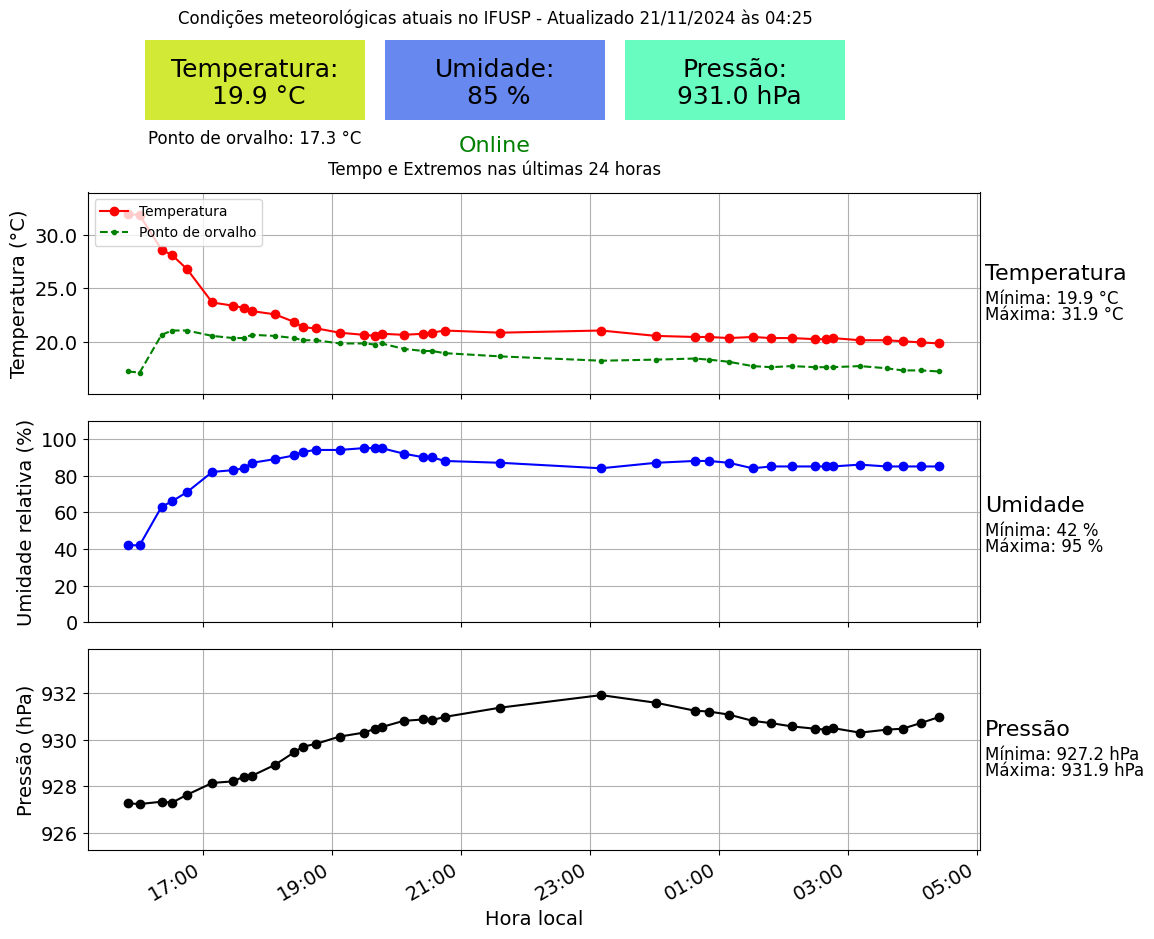 Condições meteorológicas atuais no IFUSP - Atualizado 21/11/2024 às 04:25
Temperatura:
19.9 °C
Umidade:
85 %
Pressão:
931.0 hPa
Ponto de orvalho: 17.3 °C
Online
Tempo e Extremos nas últimas 24 horas
Temperatura (°C)
30.0
25.0
20.0
Temperatura
Ponto de orvalho
Temperatura
Mínima: 19.9 °C
Máxima: 31.9 °C
Umidade relativa (%)
100
80
60
40
20
0
Umidade
Mínima: 42 %
Máxima: 95 %
Pressão (hPa)
932
930
928
926
Pressão
Mínima: 927.2 hPa
Máxima: 931.9 hPa
17:00
19:00
21:00
23:00
01:00
03:00
05:00
Hora local